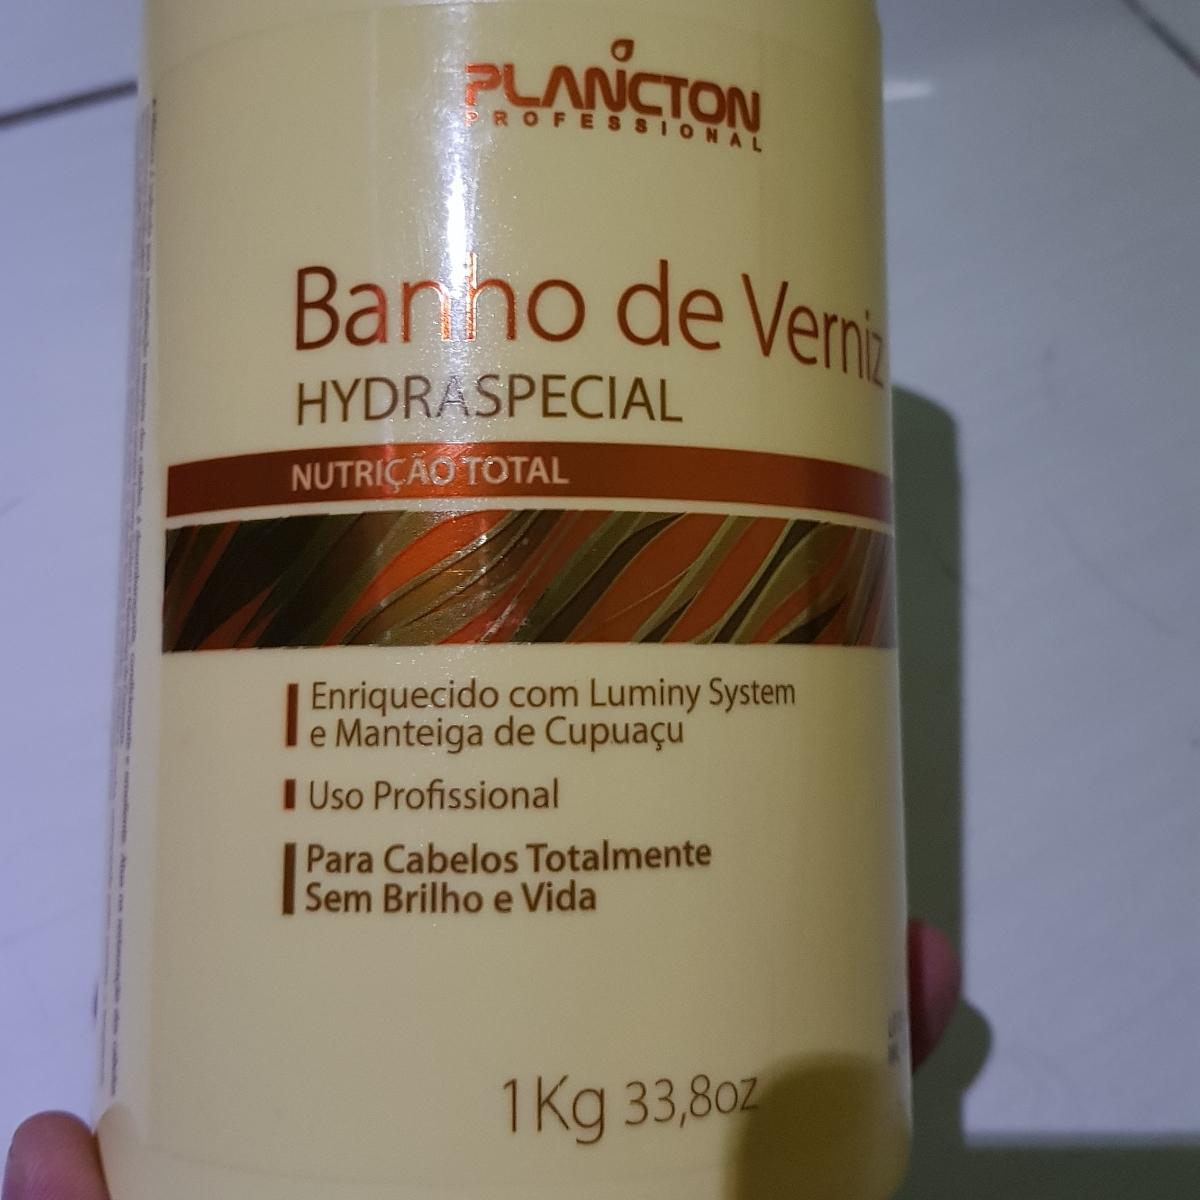 PLANCTON
PROFESSIONAL
Banho de Verniz
HYDRASPECIAL
NUTRIÇÃO TOTAL
Enriquecido com Luminy System
e Manteiga de Cupuaçu
Uso Profissional
Para Cabelos Totalmente
Sem Brilho e Vida
1Kg 33,8oz